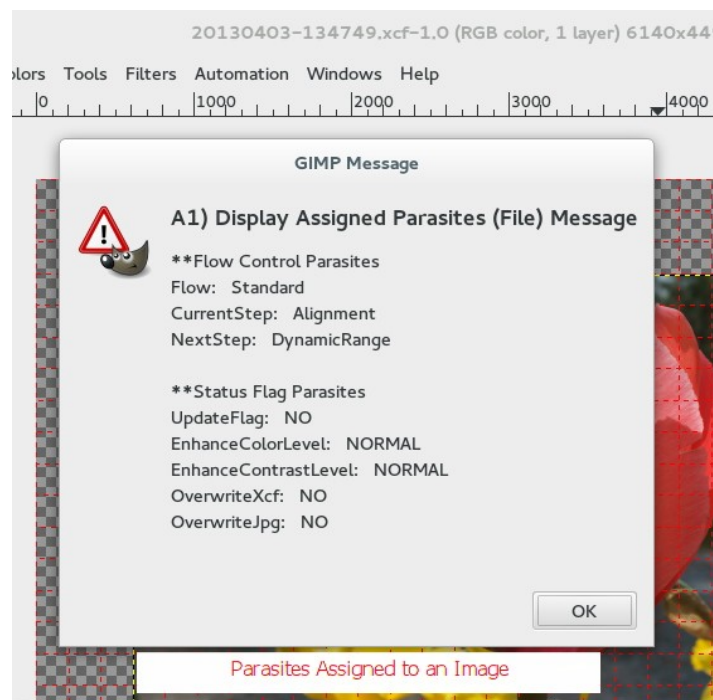 20130403-134749.xcf-1.0 (RGB color, 1 layer) 6140x44
Tools Filters Automation Windows Help
0 1000 2000 3000 4000
GIMP Message
A1) Display Assigned Parasites (File) Message
**Flow Control Parasites
Flow: Standard
CurrentStep: Alignment
NextStep: DynamicRange
**Status Flag Parasites
UpdateFlag: NO
EnhanceColorLevel: NORMAL
EnhanceContrastLevel: NORMAL
OverwriteXcf: NO
OverwriteJpg: NO
OK
Parasites Assigned to an Image